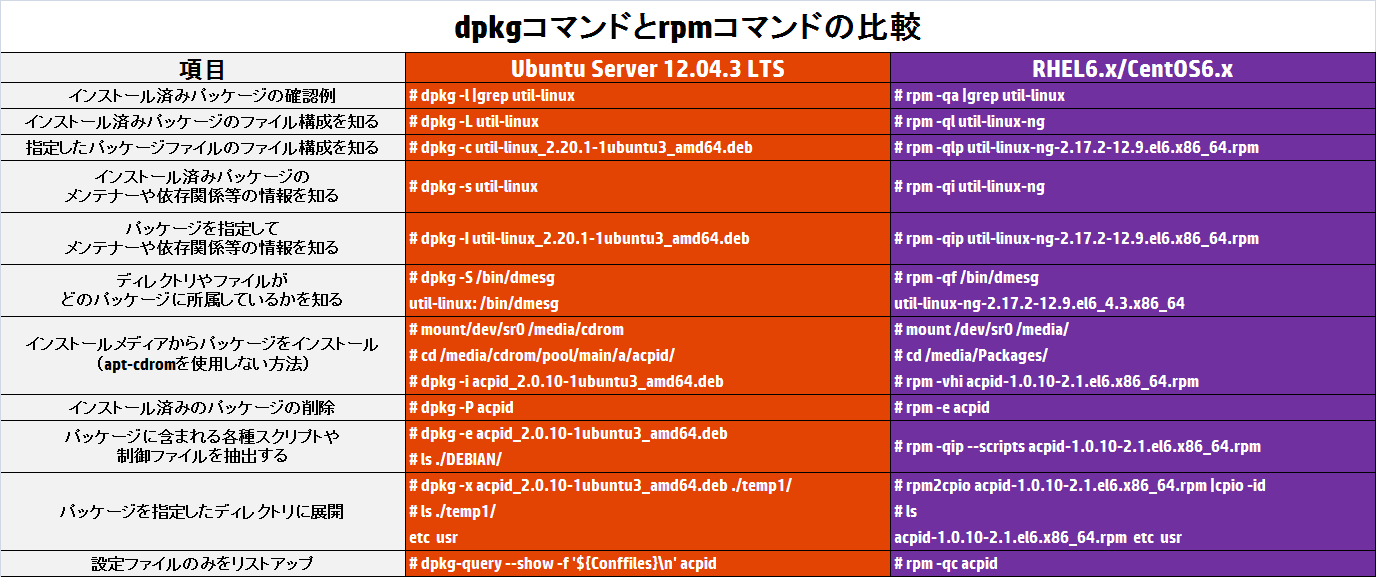 dpkgコマンドとrpmコマンドの比較
項目
Ubuntu Server 12.04.3 LTS
RHEL6.x/CentOS6.x
インストール済みパッケージの確認例
# dpkg -l |grep util-linux
# rpm -qa |grep util-linux
インストール済みパッケージのファイル構成を知る
# dpkg -L util-linux
# rpm -ql util-linux-ng
指定したパッケージファイルのファイル構成を知る
# dpkg -c util-linux_2.20.1-1ubuntu3_amd64.deb
# rpm -qlp util-linux-ng-2.17.2-12.9.el6.x86_64.rpm
インストール済みパッケージの
メンテナーや依存関係等の情報を知る
# dpkg -s util-linux
# rpm -qi util-linux-ng
パッケージを指定して
メンテナーや依存関係等の情報を知る
# dpkg -I util-linux_2.20.1-1ubuntu3_amd64.deb
# rpm -qip util-linux-ng-2.17.2-12.9.el6.x86_64.rpm
ディレクトリやファイルが
どのパッケージに所属しているかを知る
# dpkg -S /bin/dmesg
util-linux: /bin/dmesg
# rpm -qf /bin/dmesg
util-linux-ng-2.17.2-12.9.el6_4.3.x86_64
インストールメディアからパッケージをインストール
（apt-cdromを使用しない方法）
# mount/dev/sr0 /media/cdrom
# cd /media/cdrom/pool/main/a/acpid/
# dpkg -i acpid_2.0.10-1ubuntu3_amd64.deb
# mount /dev/sr0 /media/
# cd /media/Packages/
# rpm -vhi acpid-1.0.10-2.1.el6.x86_64.rpm
インストール済みのパッケージの削除
# dpkg -P acpid
# rpm -e acpid
パッケージに含まれる各種スクリプトや
制御ファイルを抽出する
# dpkg -e acpid_2.0.10-1ubuntu3_amd64.deb
# ls ./DEBIAN/
# rpm -qip --scripts acpid-1.0.10-2.1.el6.x86_64.rpm
パッケージを指定したディレクトリに展開
# dpkg -x acpid_2.0.10-1ubuntu3_amd64.deb ./temp1/
# ls ./temp1/
etc usr
# rpm2cpio acpid-1.0.10-2.1.el6.x86_64.rpm |cpio -id
# ls
acpid-1.0.10-2.1.el6.x86_64.rpm etc usr
設定ファイルのみをリストアップ
# dpkg-query --show -f '${Conffiles}\n' acpid
# rpm -qc acpid